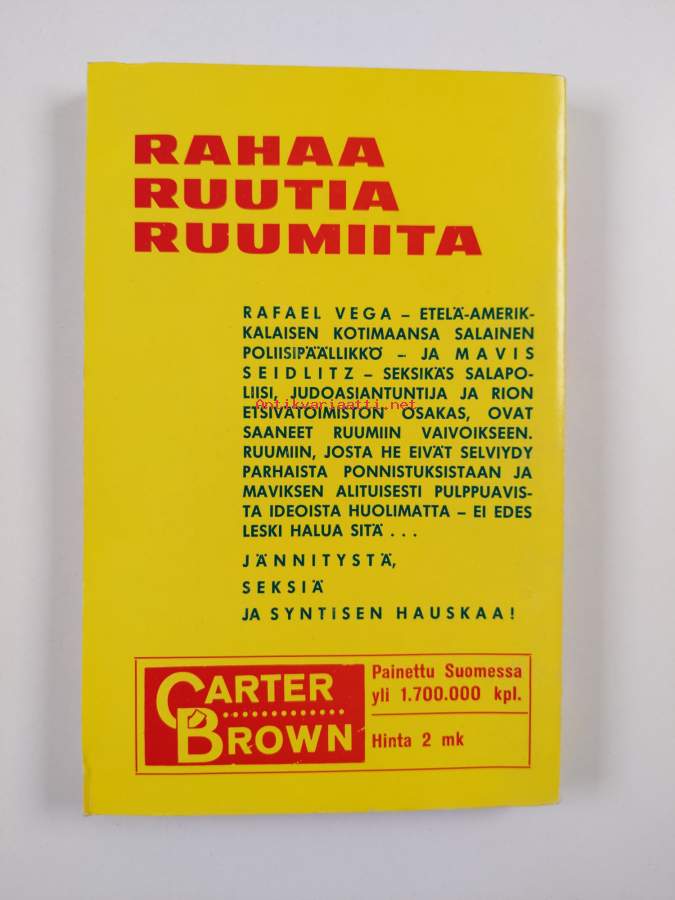 RAHAA
RUUTIA
RUUMIITA
RAFAEL VEGA – ETELÄ-AMERIK-
KALAISEN KOTIMAANSA SALAINEN
POLIISIPÄÄLLIKKÖ – JA MAVIS
SEIDLITZ – SEKSIKÄS SALAPO-
LIISI, JUDOASIANTUNTIJA JA RION
Antikvariaatti.net
ETSIVÄTOIMISTON OSAKAS, OVAT
SAANEET RUUMIIN VAIVOIKSEEN.
RUUMIIN, JOSTA HE EIVÄT SELVIYDY
PARHAISTA PONNISTUKSISTAAN JA
MAVIKSEN ALITUISESTI PULPPUAVIS-
TA IDEOISTA HUOLIMATTA – EI EDES
LESKI HALUA SITÄ . . .
JÄNNITYSTÄ,
SEKSIÄ
JA SYNTISEN HAUSKAA!
CARTER
BROWN
Painettu Suomessa
yli 1.700.000 kpl.
Hinta 2 mk